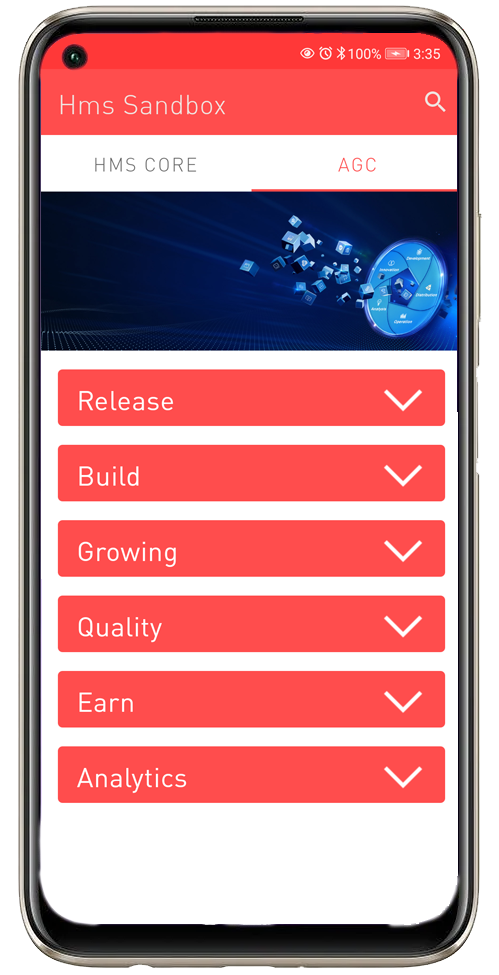 100% 3:35
Hms Sandbox
HMS CORE AGC
Development
Innovation
Distribution
Analysis
Operation
Release
Build
Growing
Quality
Earn
Analytics